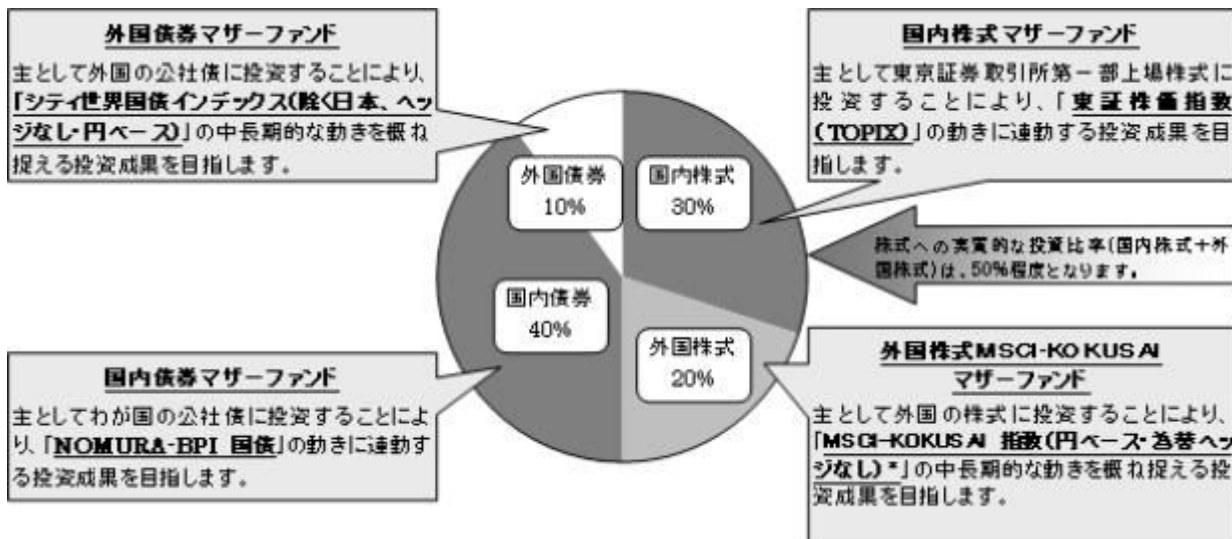 外国債券マザーファンド
主として外国の公社債に投資することにより、
「シティ世界国債インデックス(除く日本、ヘッ
ジなし・円ベース)」の中長期的な動きを概ね
捉える投資成果を目指します。
国内株式マザーファンド
主として東京証券取引所第一部上場株式に
投資することにより、「東証株価指数
(TOPIX)」の動きに連動する投資成果を目
指します。
外国債券
10%
国内株式
30%
株式への実質的な投資比率(国内株式+外
国株式)は、50%程度となります。
国内債券
40%
外国株式
20%
国内債券マザーファンド
主としてわが国の公社債に投資することによ
り、「NOMURA-BPI 国債」の動きに連動す
る投資成果を目指します。
外国株式MSCI-KOKUSAI
マザーファンド
主として外国の株式に投資することにより、
「MSCI-KOKUSAI 指数(円ベース・為替ヘッ
ジなし)*」の中長期的な動きを概ね捉える投
資成果を目指します。